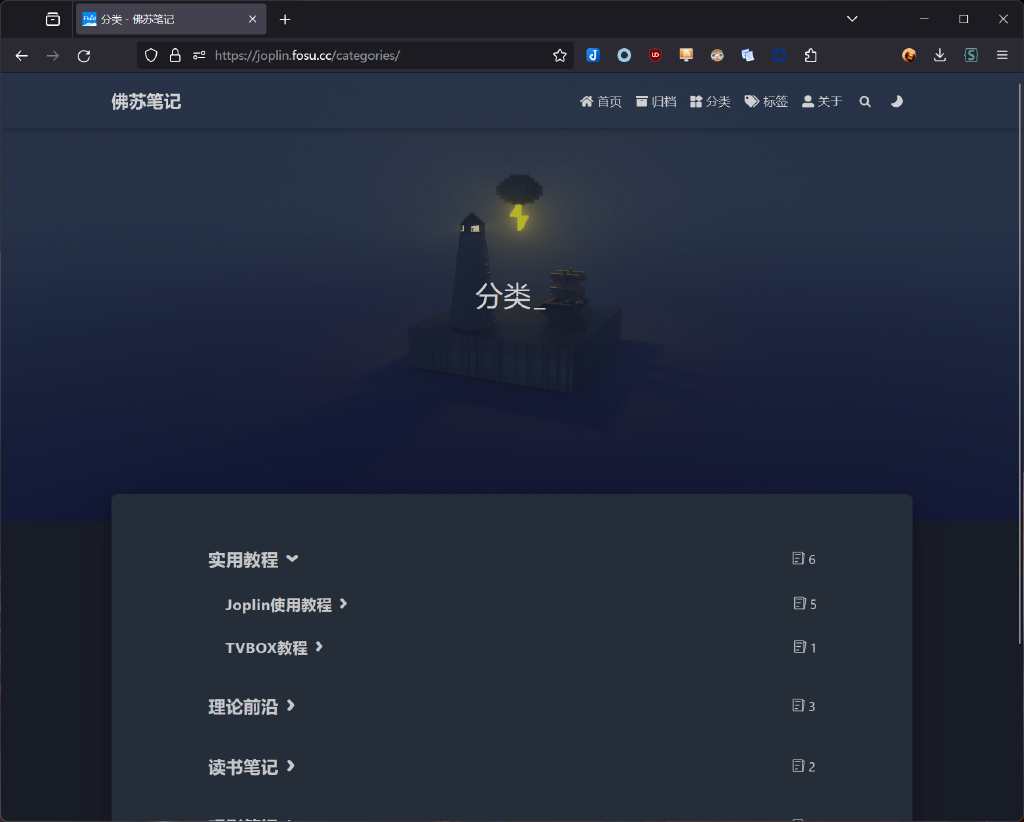 分类 - 佛苏笔记
https://joplin.fosu.cc/categories/
佛苏笔记
首页 归档 分类 标签 关于
分类_
实用教程 6
Joplin使用教程 5
TVBOX教程 1
理论前沿 3
读书笔记 2